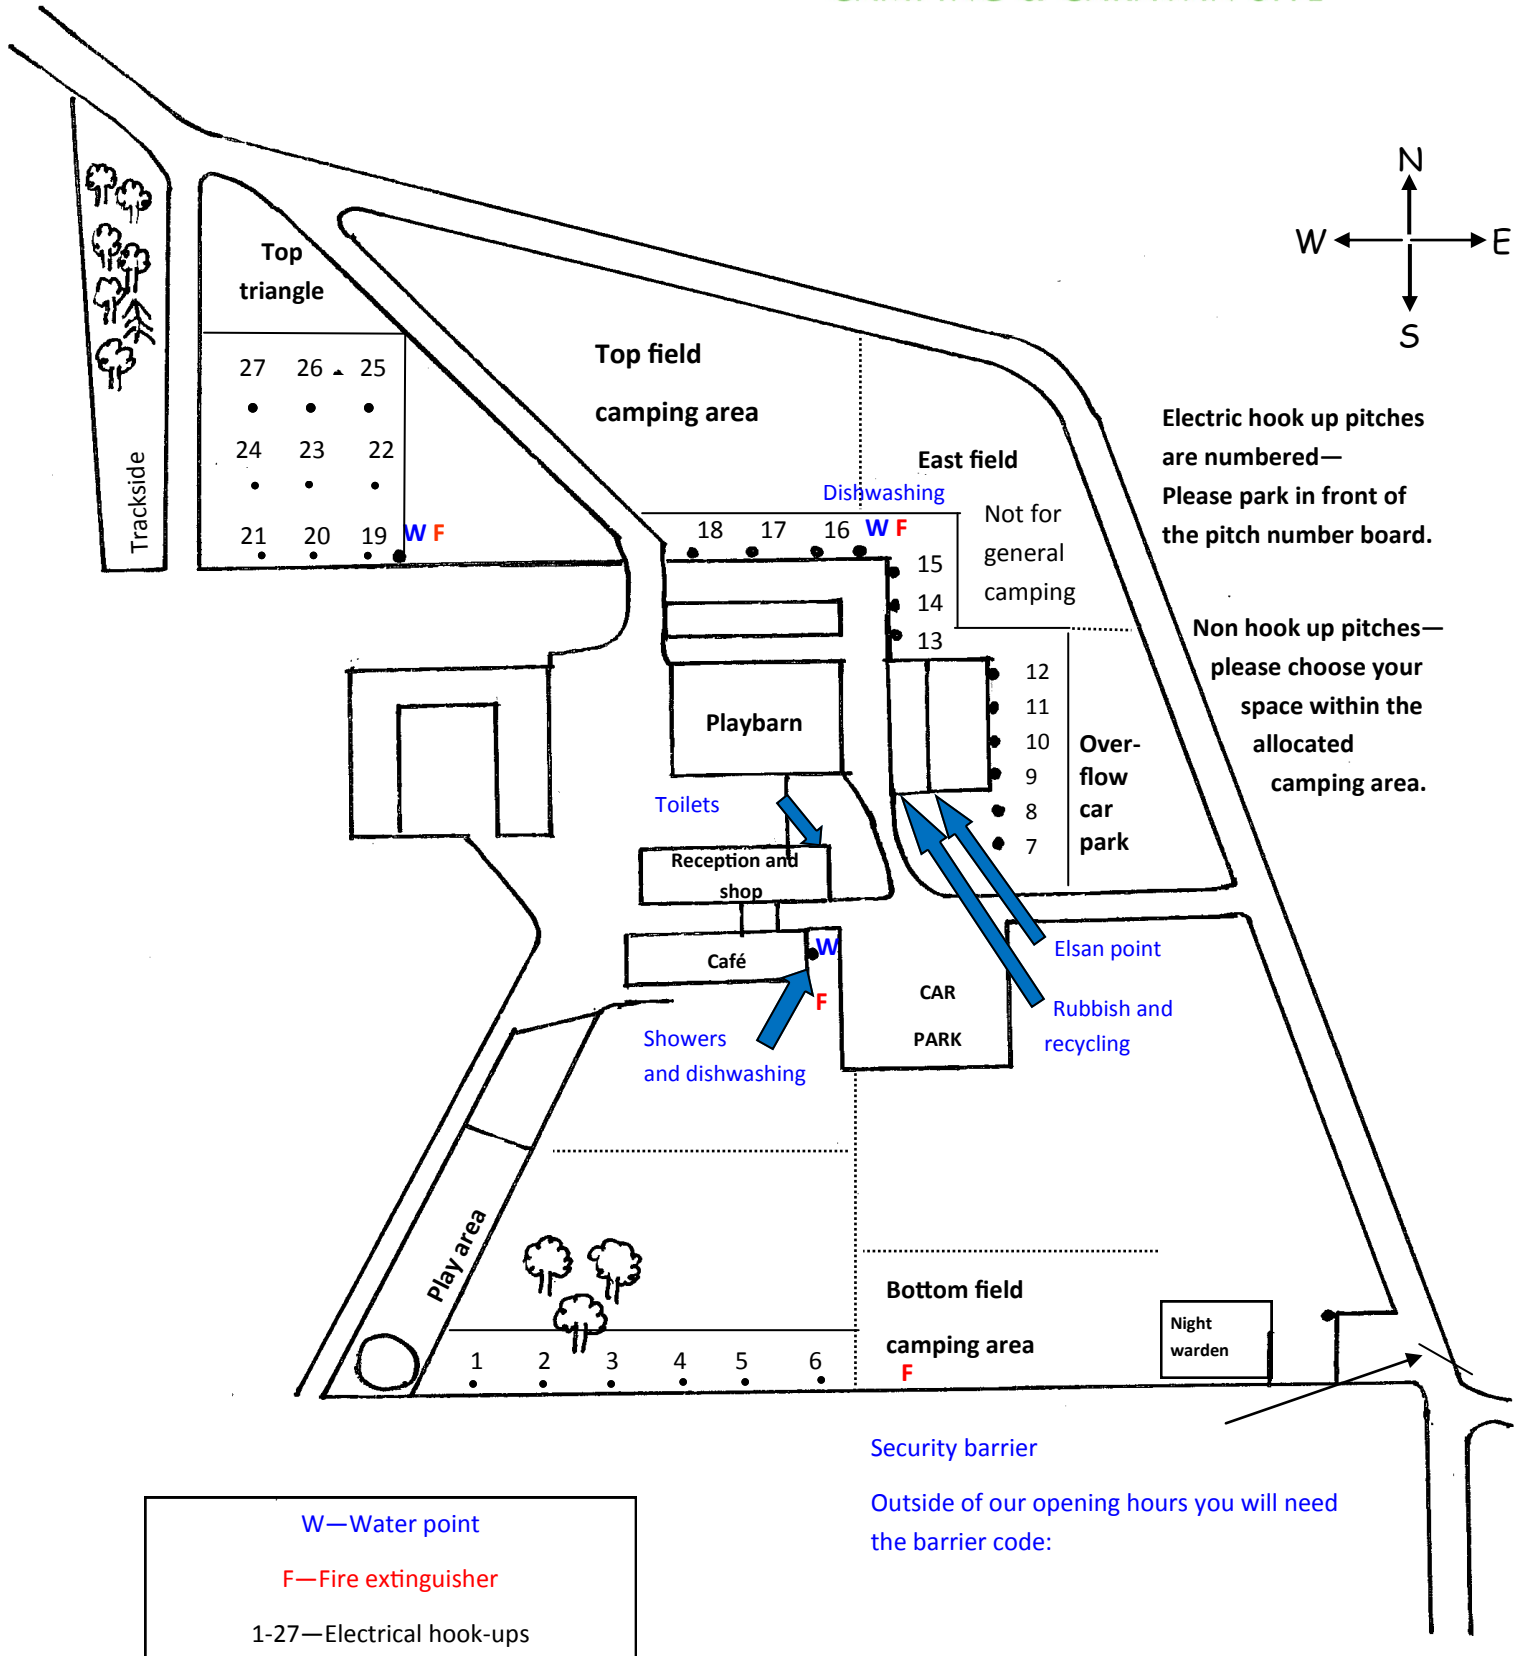 N
W E
S
Top
triangle
27 26 25
24 23 22
21 20 19 W F
Trackside
Top field
camping area
East field
Dishwashing
18 17 16 W F
Not for
general
camping
15
14
13
12
11
10
9
8
7
Over-
flow
car
park
Electric hook up pitches
are numbered—
Please park in front of
the pitch number board.
Non hook up pitches—
please choose your
space within the
allocated
camping area.
Playbarn
Toilets
Reception and
shop
Café
W
F
Showers
and dishwashing
CAR
PARK
Elsan point
Rubbish and
recycling
Play area
1 2 3 4 5 6
Bottom field
camping area
F
Night
warden
Security barrier
Outside of our opening hours you will need
the barrier code:
W—Water point
F—Fire extinguisher
1-27—Electrical hook-ups